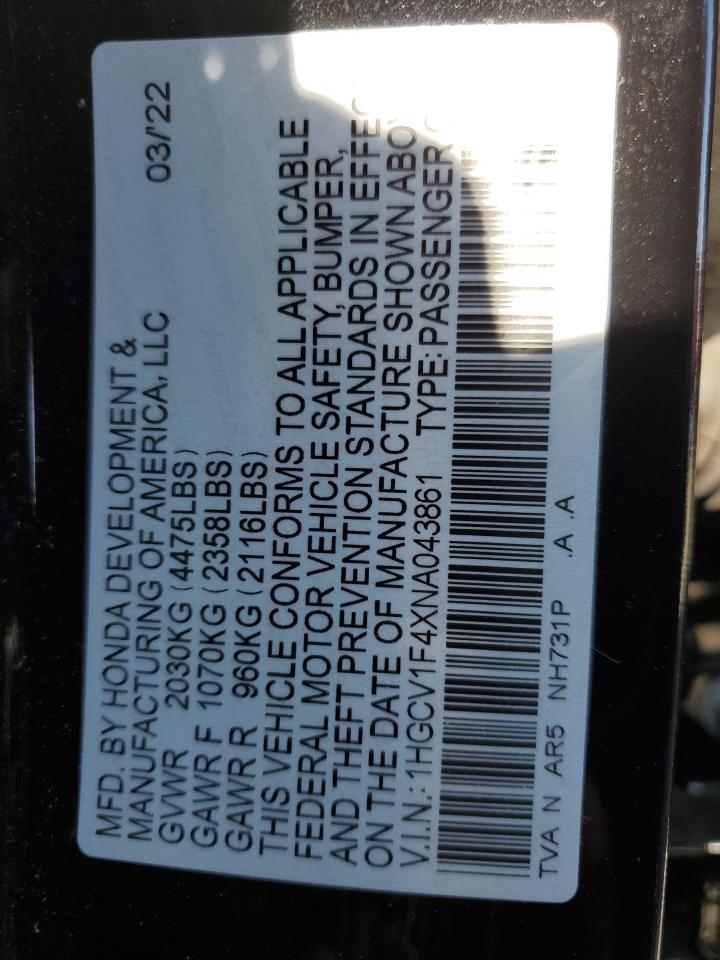 MFD. BY HONDA DEVELOPMENT &
MANUFACTURING OF AMERICA, LLC 03/'22
GVWR 2030KG (4475LBS)
GAWR F 1070KG (2358LBS)
GAWR R 960KG (2116LBS)
THIS VEHICLE CONFORMS TO ALL APPLICABLE
FEDERAL MOTOR VEHICLE SAFETY, BUMPER,
AND THEFT PREVENTION STANDARDS IN EFFEC
ON THE DATE OF MANUFACTURE SHOWN ABO
V.I.N.:1HGCV1F4XNA043861 TYPE:PASSENGER
TVA N AR5 NH731P .A .A